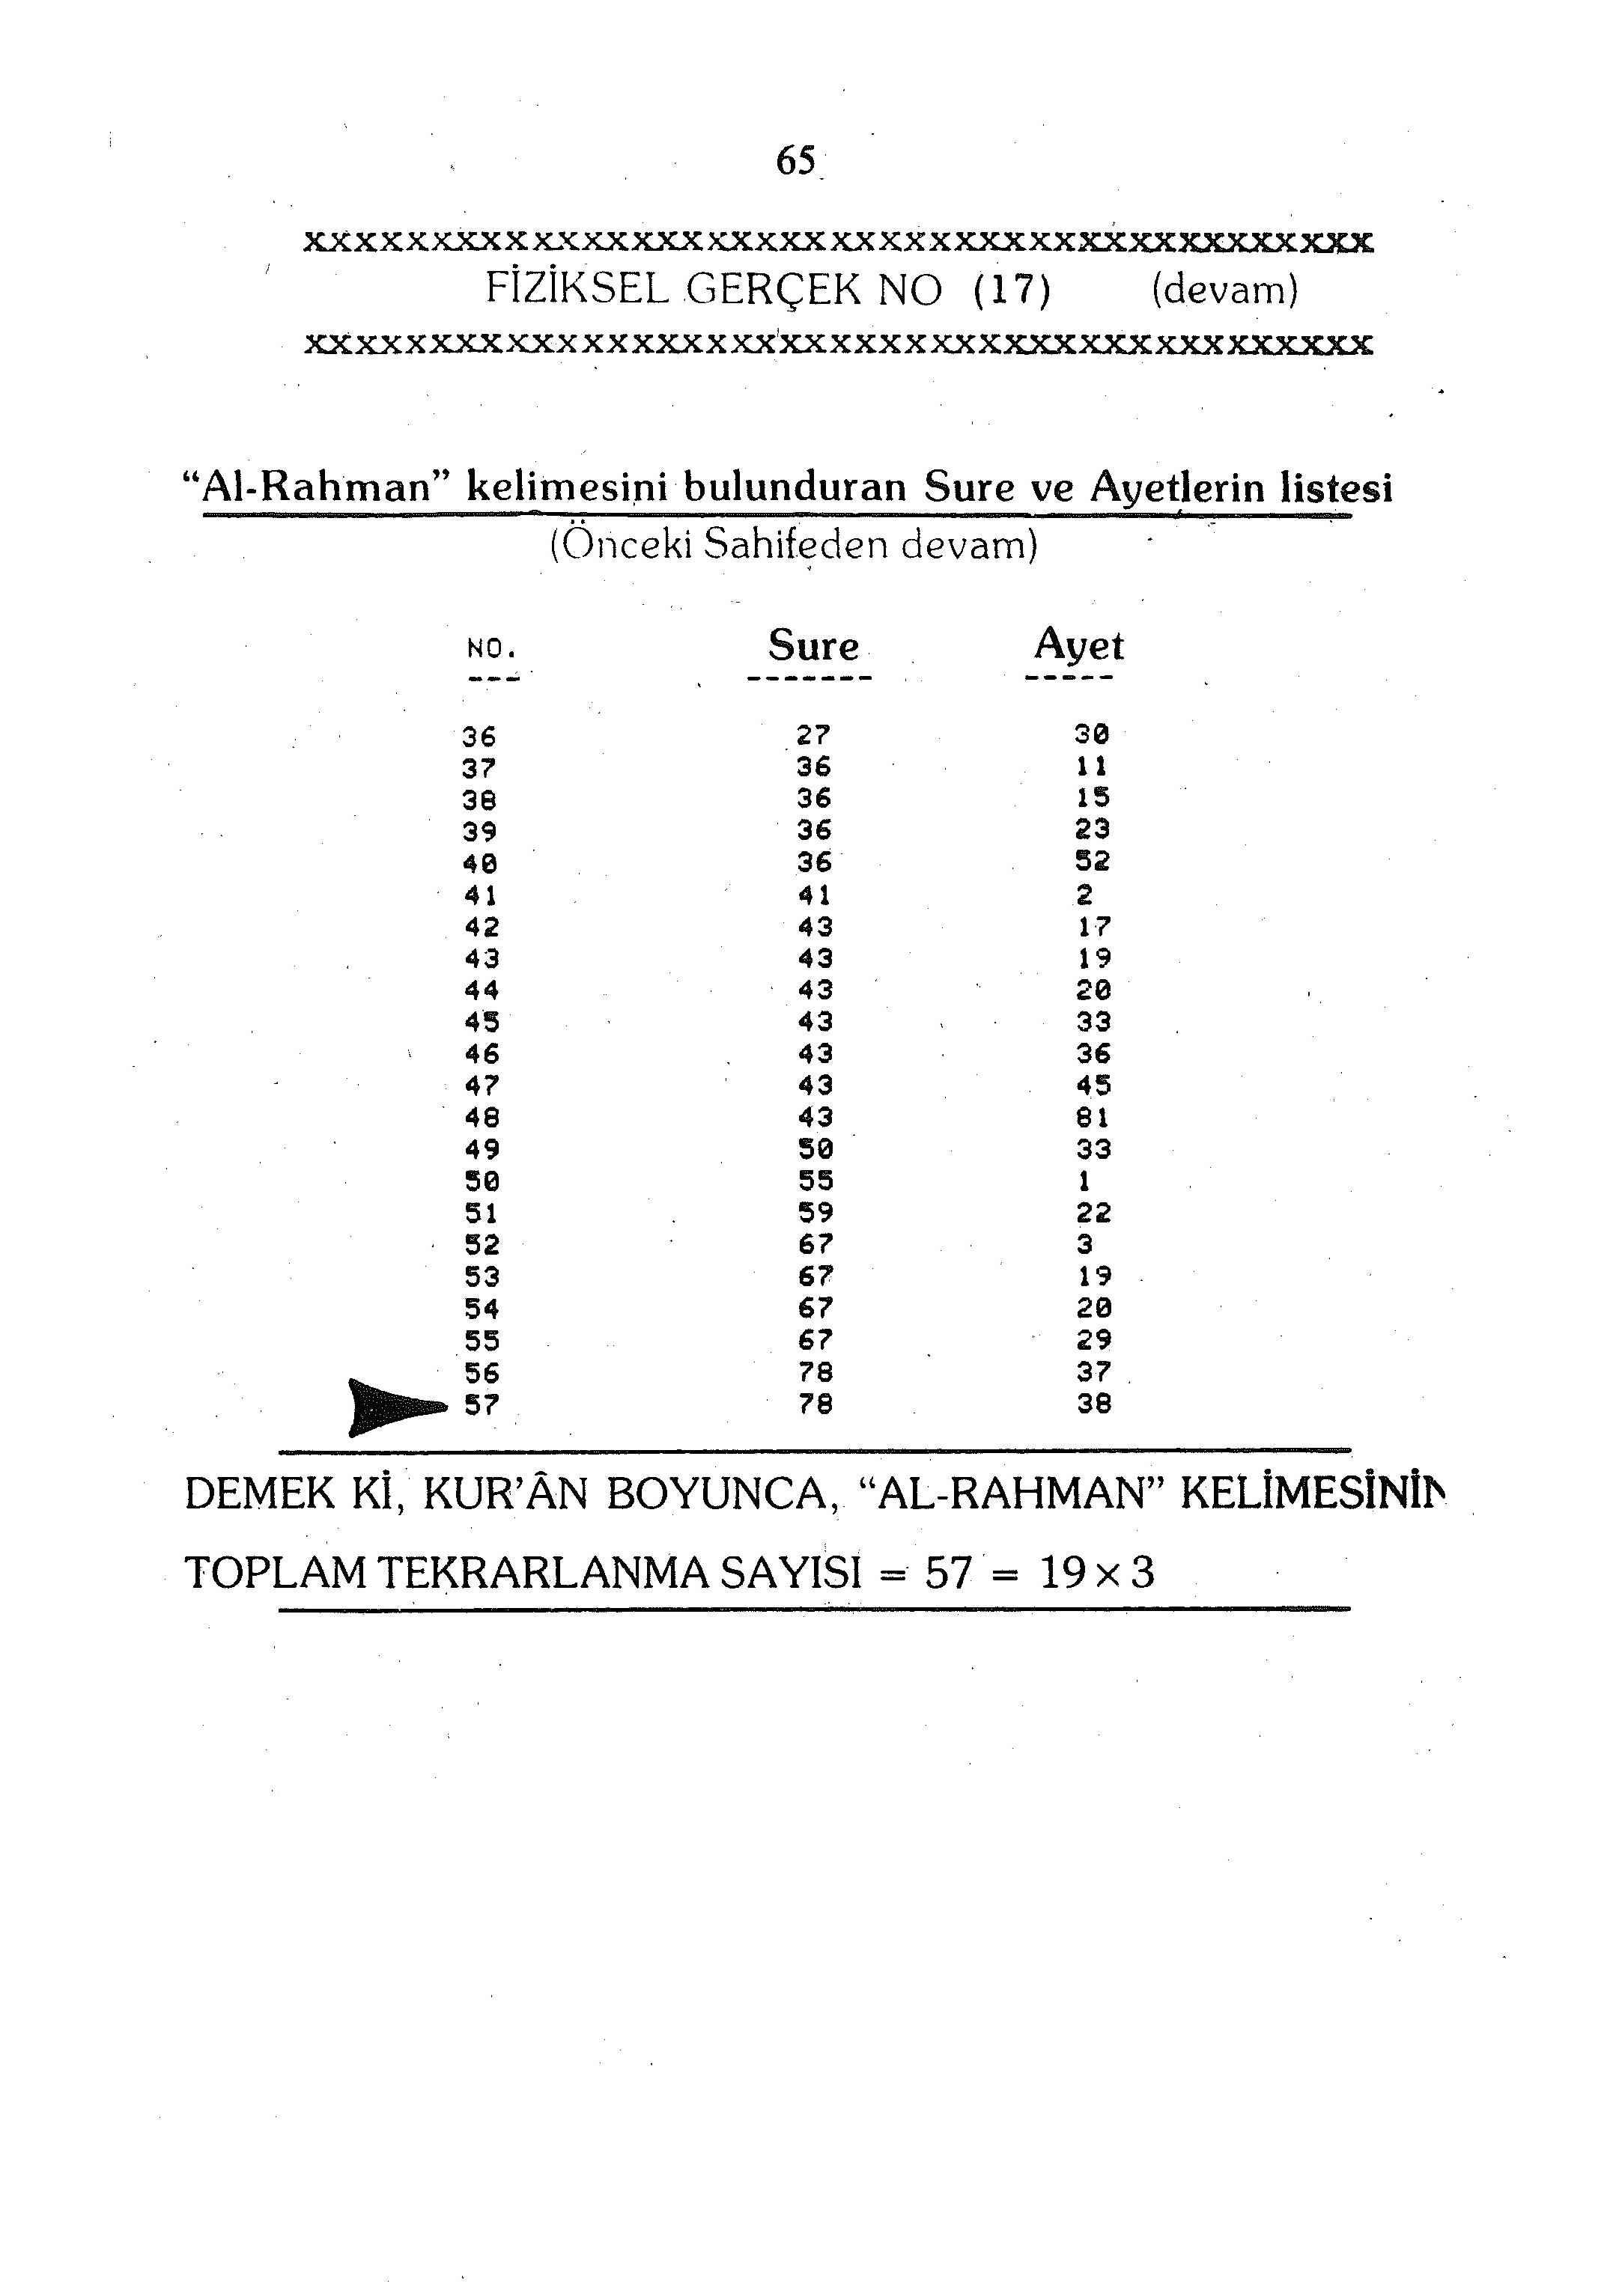 65
xxxxxxxxxxxxxxxxxxxxxxxxxxxxxxxxxxxxxxxxxxx
FİZİKSEL GERÇEK NO (17) (devam)
xxxxxxxxxxxxxxxxxxxxxxxxxxxxxxxxxxxxxxxxxxx
“Al-Rahman” kelimesini bulunduran Sure ve Ayetlerin listesi
(Önceki Sahifeden devam)
NO. Sure Ayet
--- ------- -----
36 27 30
37 36 11
38 36 15
39 36 23
40 36 52
41 41 2
42 43 17
43 43 19
44 43 20
45 43 33
46 43 36
47 43 45
48 43 81
49 50 33
50 55 1
51 59 22
52 67 3
53 67 19
54 67 20
55 67 29
56 78 37
57 78 38
DEMEK Kİ, KUR’ÂN BOYUNCA, “AL-RAHMAN” KELİMESİNİN
TOPLAM TEKRARLANMA SAYISI = 57 = 19 x 3